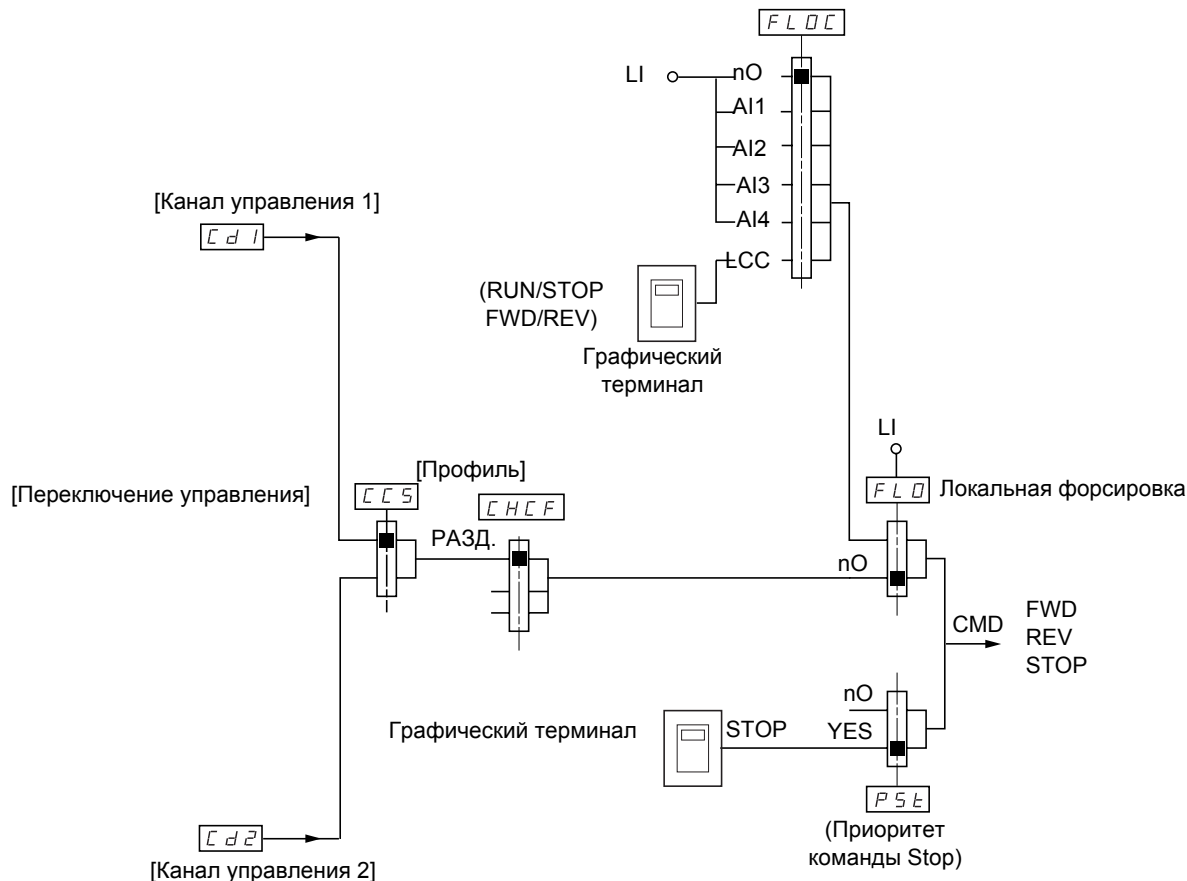 FLOC
LI
nO
AI1
AI2
AI3
AI4
LCC
[Канал управления 1]
Cd1
(RUN/STOP
FWD/REV)
Графический
терминал
LI
[Переключение управления]
CCS
[Профиль]
CHCF
FLO
Локальная форсировка
РАЗД.
nO
CMD
FWD
REV
STOP
nO
Графический терминал
STOP
YES
PSt
(Приоритет
команды Stop)
Cd2
[Канал управления 2]